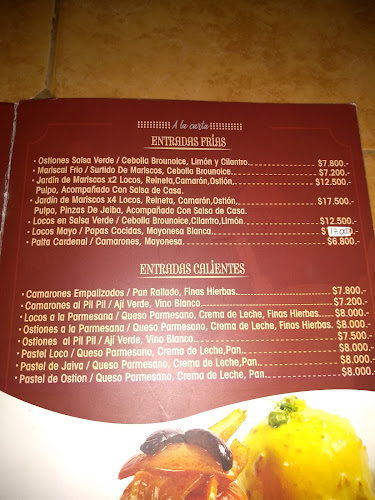 A la carta
ENTRADAS FRÍAS
• Ostiones Salsa Verde / Cebolla Brounoice, Limón y Cilantro. $7.800.-
• Mariscal Frio / Surtido De Mariscos, Cebolla Brounoice. $7.200.-
• Jardín de Mariscos x2 Locos, Reineta,Camarón,Ostión, $12.500.-
Pulpo, Acompañado Con Salsa de Casa.
• Jardín de Mariscos x4 Locos, Reineta, Camarón,Ostión, $17.500.-
Pulpo, Pinzas De Jaiba, Acompañado Con Salsa de Casa.
• Locos en Salsa Verde / Cebolla Brounoice,Cilantro,Limón. $12.500.-
• Locos Mayo / Papas Cocidas, Mayonesa Blanca. 17.000
• Palta Cardenal / Camarones, Mayonesa. $6.800.-
ENTRADAS CALIENTES
• Camarones Empalizados / Pan Rallado, Finas Hierbas. $7.800.-
• Camarones al Pil Pil / Ají Verde, Vino Blanco. $7.200.-
• Locos a la Parmesana / Queso Parmesano, Crema de Leche, Finas Hierbas. $8.000.-
• Ostiones a la Parmesana / Queso Parmesano, Crema de Leche, Finas Hierbas. $8.000.-
• Ostiones al Pil Pil / Ají Verde, Vino Blanco. $7.500.-
• Pastel Loco / Queso Parmesano, Crema de Leche,Pan. $8.000.-
• Pastel de Jaiva / Queso Parmesano, Crema de Leche,Pan. $8.000.-
• Pastel de Ostion / Queso Parmesano, Crema de Leche, Pan. $8.000.-